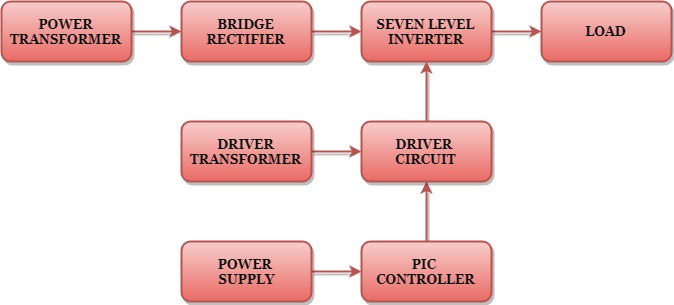 POWER
TRANSFORMER
BRIDGE
RECTIFIER
SEVEN LEVEL
INVERTER
LOAD
DRIVER
TRANSFORMER
DRIVER
CIRCUIT
POWER
SUPPLY
PIC
CONTROLLER